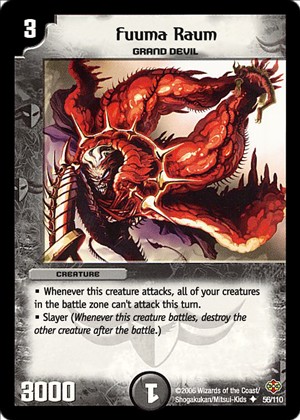 3
Fuuma Raum
GRAND DEVIL
CREATURE
▪ Whenever this creature attacks, all of your creatures
in the battle zone can't attack this turn.
▪ Slayer (Whenever this creature battles, destroy the
other creature after the battle.)
3000
1
©2006 Wizards of the Coast/
Shogakukan/Mitsui-Kids ✦ 56/110